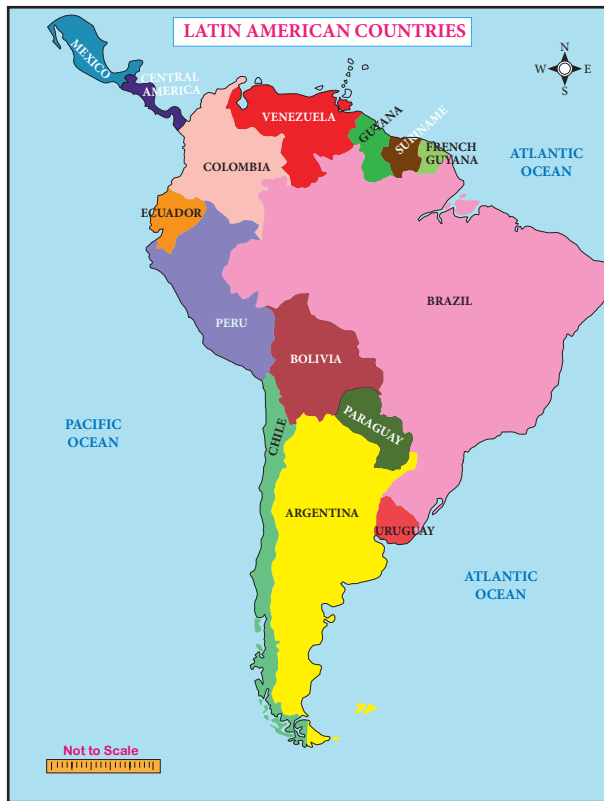 LATIN AMERICAN COUNTRIES
MEXICO
CENTRAL
AMERICA
N
W
E
S
VENEZUELA
GUYANA
SURINAME
FRENCH
GUYANA
COLOMBIA
ATLANTIC
OCEAN
ECUADOR
BRAZIL
PERU
BOLIVIA
PACIFIC
OCEAN
CHILE
PARAGUAY
ARGENTINA
URUGUAY
ATLANTIC
OCEAN
Not to Scale